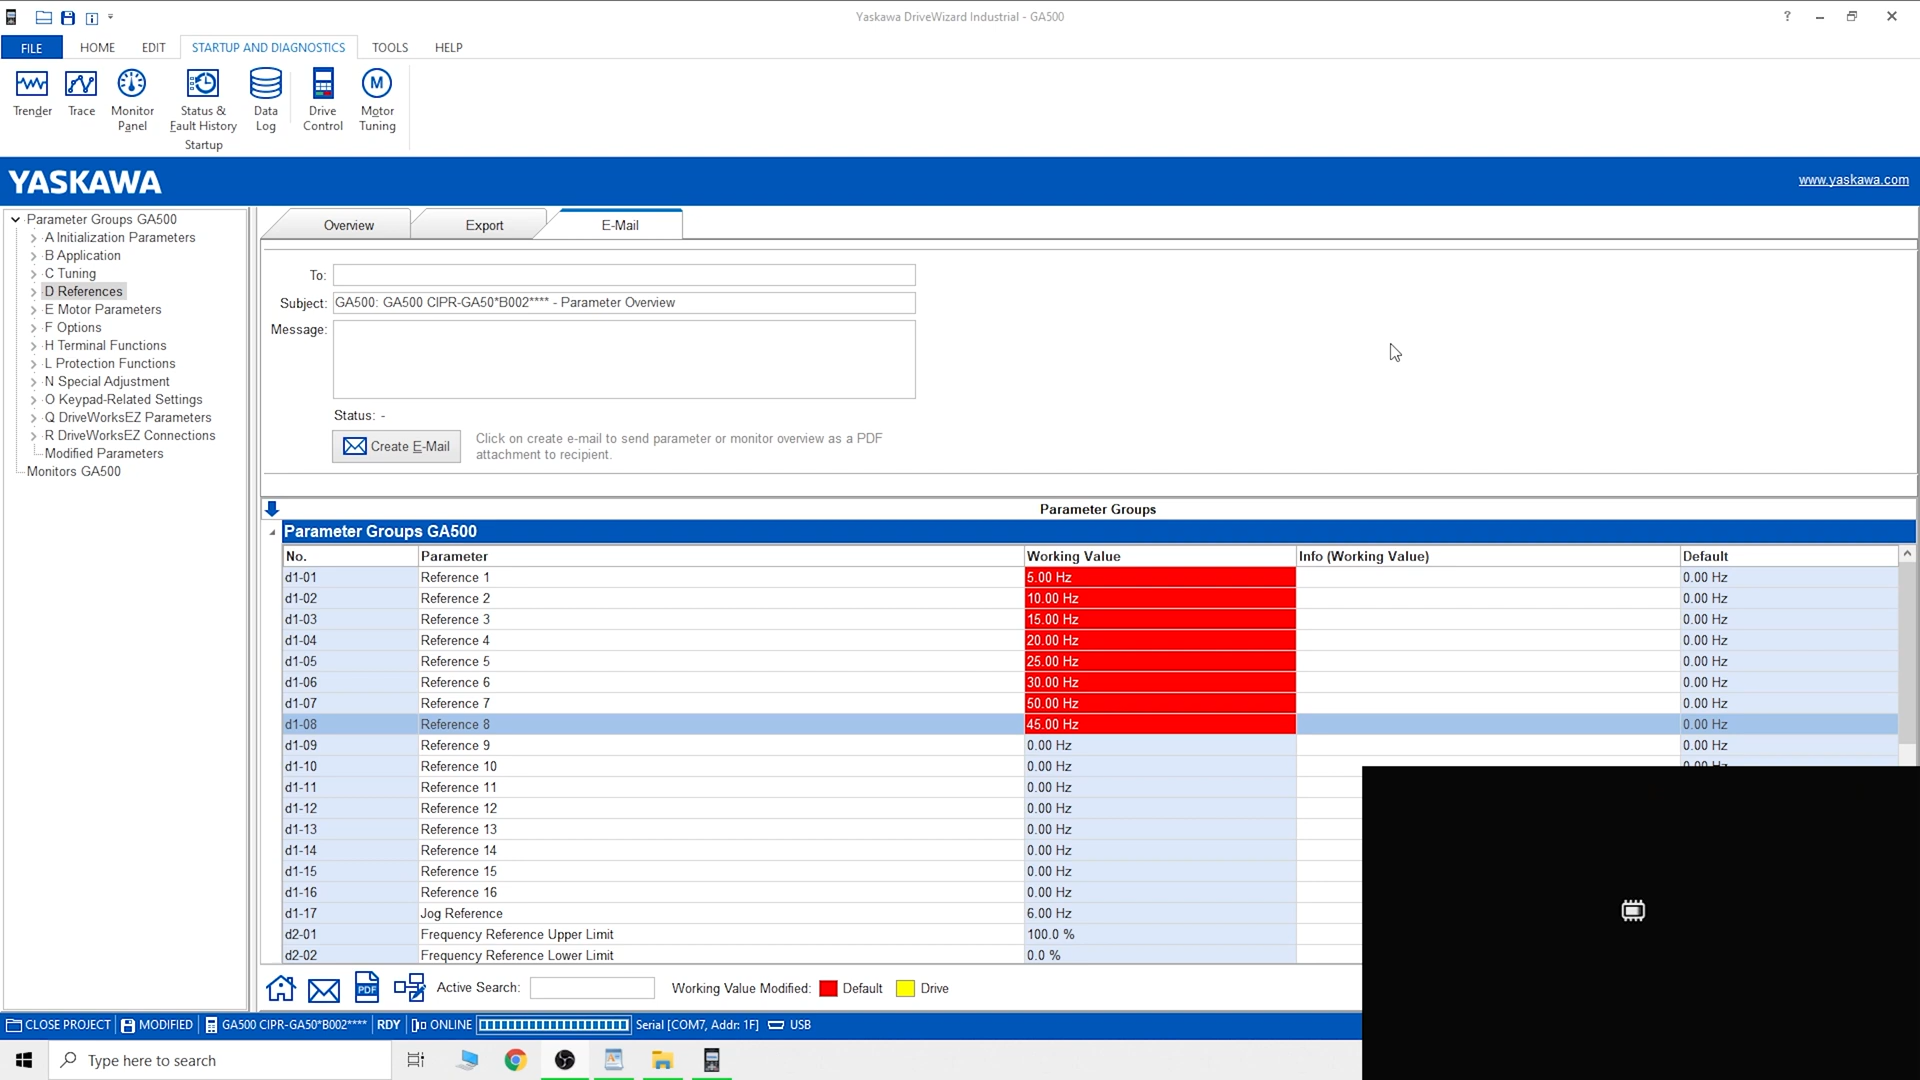 Yaskawa DriveWizard Industrial - GA500
FILE HOME EDIT STARTUP AND DIAGNOSTICS TOOLS HELP
Trender
Trace
Monitor Panel
Status & Fault History
Data Log
Drive Control
Motor Tuning
Startup
YASKAWA
www.yaskawa.com
Parameter Groups GA500
A Initialization Parameters
B Application
C Tuning
D References
E Motor Parameters
F Options
H Terminal Functions
L Protection Functions
N Special Adjustment
O Keypad-Related Settings
Q DriveWorksEZ Parameters
R DriveWorksEZ Connections
Modified Parameters
Monitors GA500
Overview Export E-Mail
To:
Subject: GA500: GA500 CIPR-GA50*B002**** - Parameter Overview
Message:
Status: -
Create E-Mail
Click on create e-mail to send parameter or monitor overview as a PDF
attachment to recipient.
Parameter Groups
Parameter Groups GA500
No. Parameter Working Value Info (Working Value) Default
d1-01 Reference 1 5.00 Hz 0.00 Hz
d1-02 Reference 2 10.00 Hz 0.00 Hz
d1-03 Reference 3 15.00 Hz 0.00 Hz
d1-04 Reference 4 20.00 Hz 0.00 Hz
d1-05 Reference 5 25.00 Hz 0.00 Hz
d1-06 Reference 6 30.00 Hz 0.00 Hz
d1-07 Reference 7 50.00 Hz 0.00 Hz
d1-08 Reference 8 45.00 Hz 0.00 Hz
d1-09 Reference 9 0.00 Hz 0.00 Hz
d1-10 Reference 10 0.00 Hz 0.00 Hz
d1-11 Reference 11 0.00 Hz
d1-12 Reference 12 0.00 Hz
d1-13 Reference 13 0.00 Hz
d1-14 Reference 14 0.00 Hz
d1-15 Reference 15 0.00 Hz
d1-16 Reference 16 0.00 Hz
d1-17 Jog Reference 6.00 Hz
d2-01 Frequency Reference Upper Limit 100.0 %
d2-02 Frequency Reference Lower Limit 0.0 %
PDF
Active Search:
Working Value Modified: Default Drive
CLOSE PROJECT MODIFIED GA500 CIPR-GA50*B002**** RDY ONLINE Serial [COM7, Addr: 1F] USB
Type here to search